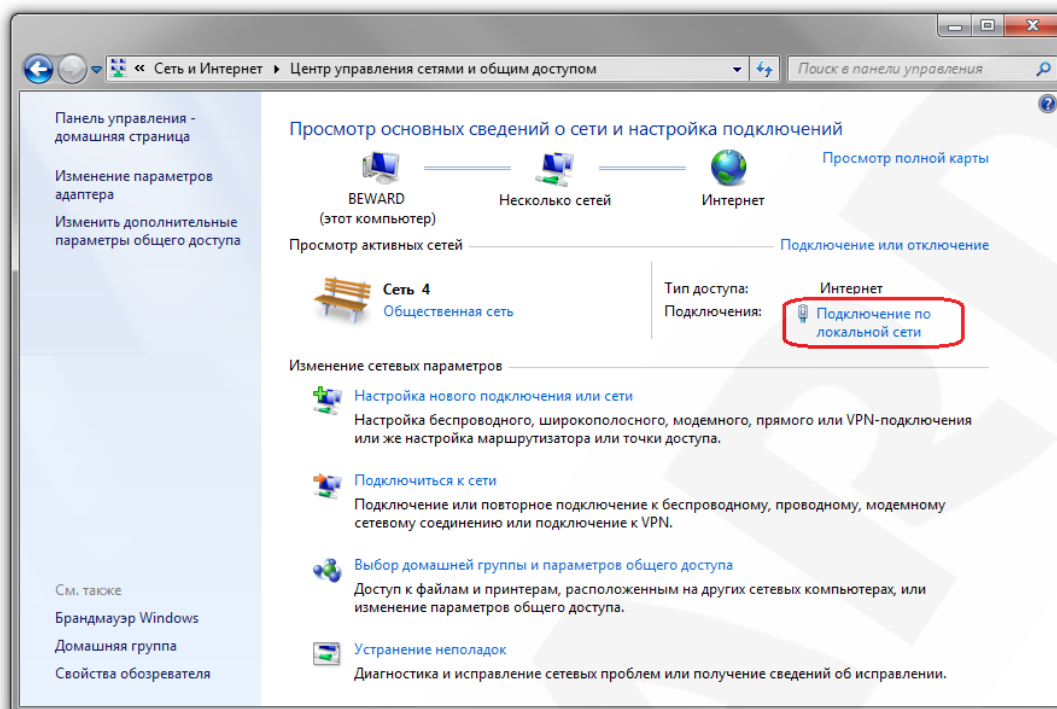 « Сеть и Интернет ▸ Центр управления сетями и общим доступом
Поиск в панели управления
Панель управления -
домашняя страница
Изменение параметров
адаптера
Изменить дополнительные
параметры общего доступа
См. также
Брандмауэр Windows
Домашняя группа
Свойства обозревателя
Просмотр основных сведений о сети и настройка подключений
Просмотр полной карты
BEWARD
(этот компьютер)
Несколько сетей
Интернет
Просмотр активных сетей
Подключение или отключение
Сеть 4
Общественная сеть
Тип доступа: Интернет
Подключения: Подключение по
локальной сети
Изменение сетевых параметров
Настройка нового подключения или сети
Настройка беспроводного, широкополосного, модемного, прямого или VPN-подключения
или же настройка маршрутизатора или точки доступа.
Подключиться к сети
Подключение или повторное подключение к беспроводному, проводному, модемному
сетевому соединению или подключение к VPN.
Выбор домашней группы и параметров общего доступа
Доступ к файлам и принтерам, расположенным на других сетевых компьютерах, или
изменение параметров общего доступа.
Устранение неполадок
Диагностика и исправление сетевых проблем или получение сведений об исправлении.